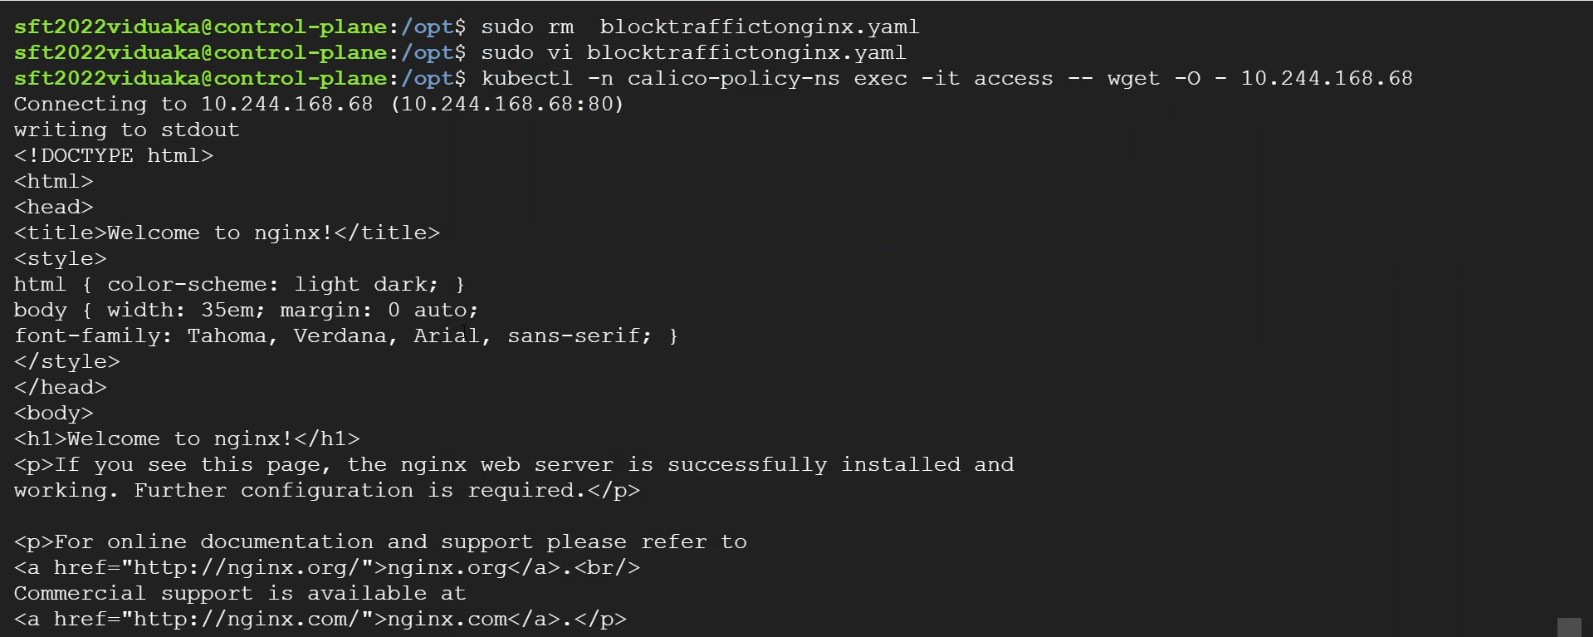 sft2022viduaka@control-plane:/opt$ sudo rm  blocktraffictonginx.yaml
sft2022viduaka@control-plane:/opt$ sudo vi blocktraffictonginx.yaml
sft2022viduaka@control-plane:/opt$ kubectl -n calico-policy-ns exec -it access -- wget -O - 10.244.168.68
Connecting to 10.244.168.68 (10.244.168.68:80)
writing to stdout
<!DOCTYPE html>
<html>
<head>
<title>Welcome to nginx!</title>
<style>
html { color-scheme: light dark; }
body { width: 35em; margin: 0 auto;
font-family: Tahoma, Verdana, Arial, sans-serif; }
</style>
</head>
<body>
<h1>Welcome to nginx!</h1>
<p>If you see this page, the nginx web server is successfully installed and
working. Further configuration is required.</p>

<p>For online documentation and support please refer to
<a href="http://nginx.org/">nginx.org</a>.<br/>
Commercial support is available at
<a href="http://nginx.com/">nginx.com</a>.</p>